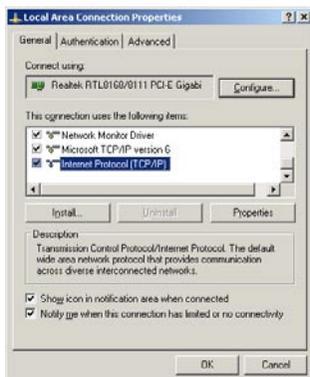 Local Area Connection Properties
General Authentication Advanced
Connect using:
Realtek RTL8168/8111 PCI-E Gigabi
Configure...
This connection uses the following items:
Network Monitor Driver
Microsoft TCP/IP version 6
Internet Protocol (TCP/IP)
Install... Uninstall Properties
Description
Transmission Control Protocol/Internet Protocol. The default
wide area network protocol that provides communication
across diverse interconnected networks.
Show icon in notification area when connected
Notify me when this connection has limited or no connectivity
OK Cancel